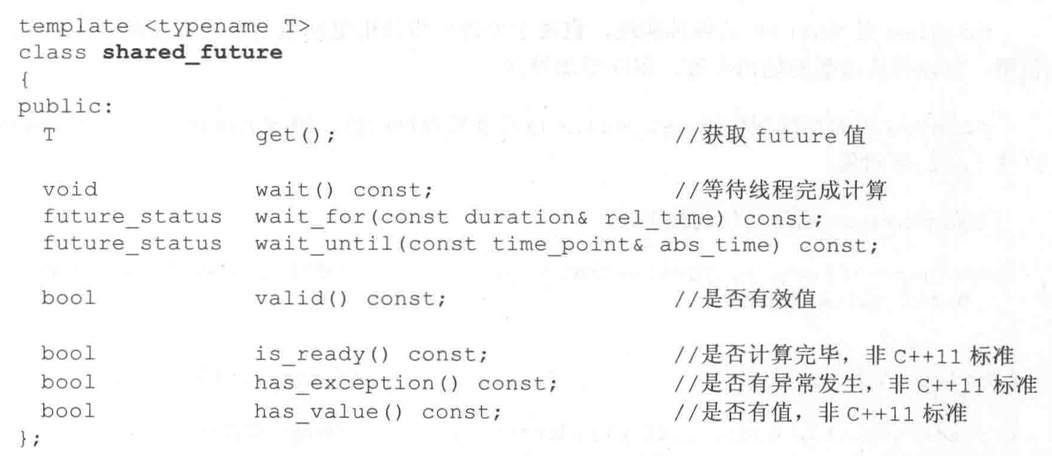 template <typename T>
class shared_future
{
public:
T get(); //获取 future 值
void wait() const; //等待线程完成计算
future_status wait_for(const duration& rel_time) const;
future_status wait_until(const time_point& abs_time) const;
bool valid() const; //是否有效值
bool is_ready() const; //是否计算完毕，非 C++11 标准
bool has_exception() const; //是否有异常发生，非 C++11 标准
bool has_value() const; //是否有值，非 C++11 标准
};